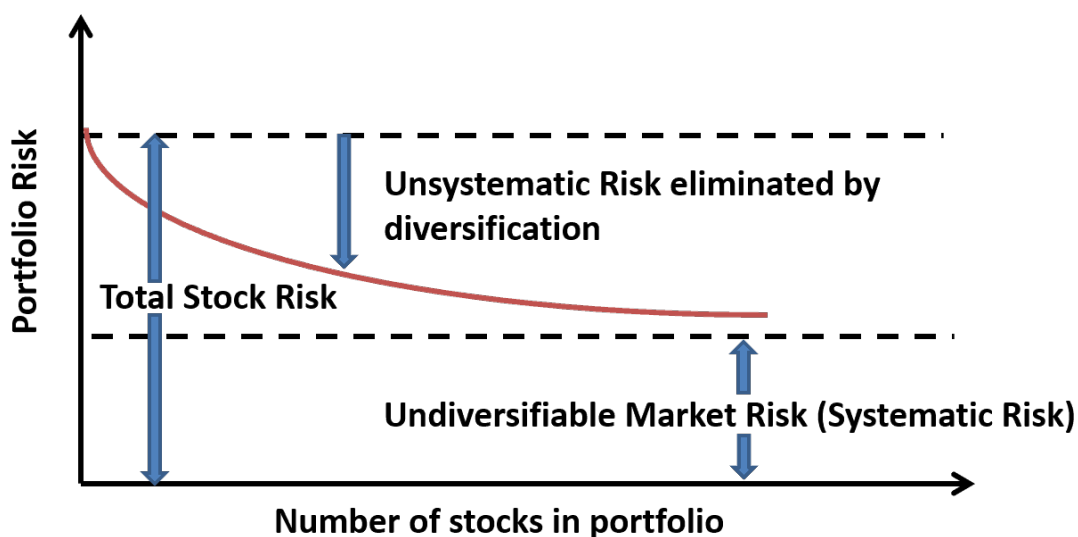 Portfolio Risk
Unsystematic Risk eliminated by
diversification
Total Stock Risk
Undiversifiable Market Risk (Systematic Risk)
Number of stocks in portfolio